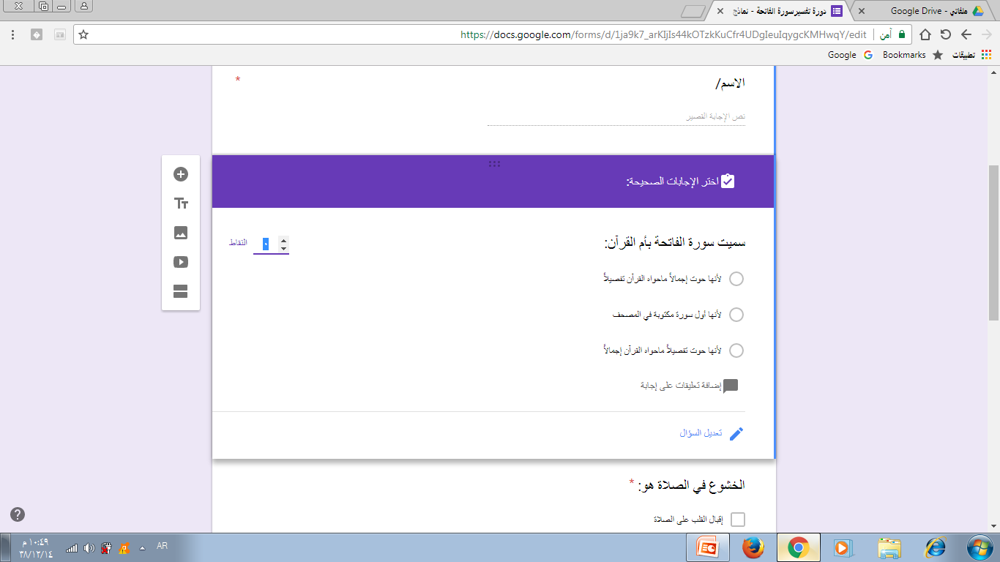 ملفاتي - Google Drive
دورة تفسيرسورة الفاتحة - نماذج
آمن
https://docs.google.com/forms/d/1ja9k7_arKIjIs44kOTzkKuCfr4UDgIeuIqygcKMHwqY/edit
تطبيقات
Bookmarks
Google
الاسم/ *
نص الإجابة القصير
اختر الإجابات الصحيحة:
سميت سورة الفاتحة بأم القرآن:
٠ النقاط
لأنها حوت إجمالاً ماحواه القرآن تفصيلاً
لأنها أول سورة مكتوبة في المصحف
لأنها حوت تفصيلاً ماحواه القرآن إجمالاً
إضافة تعليقات على إجابة
تعديل السؤال
الخشوع في الصلاة هو: *
إقبال القلب على الصلاة
AR
١٠:٤٩ م
٣٨/١٢/١٤